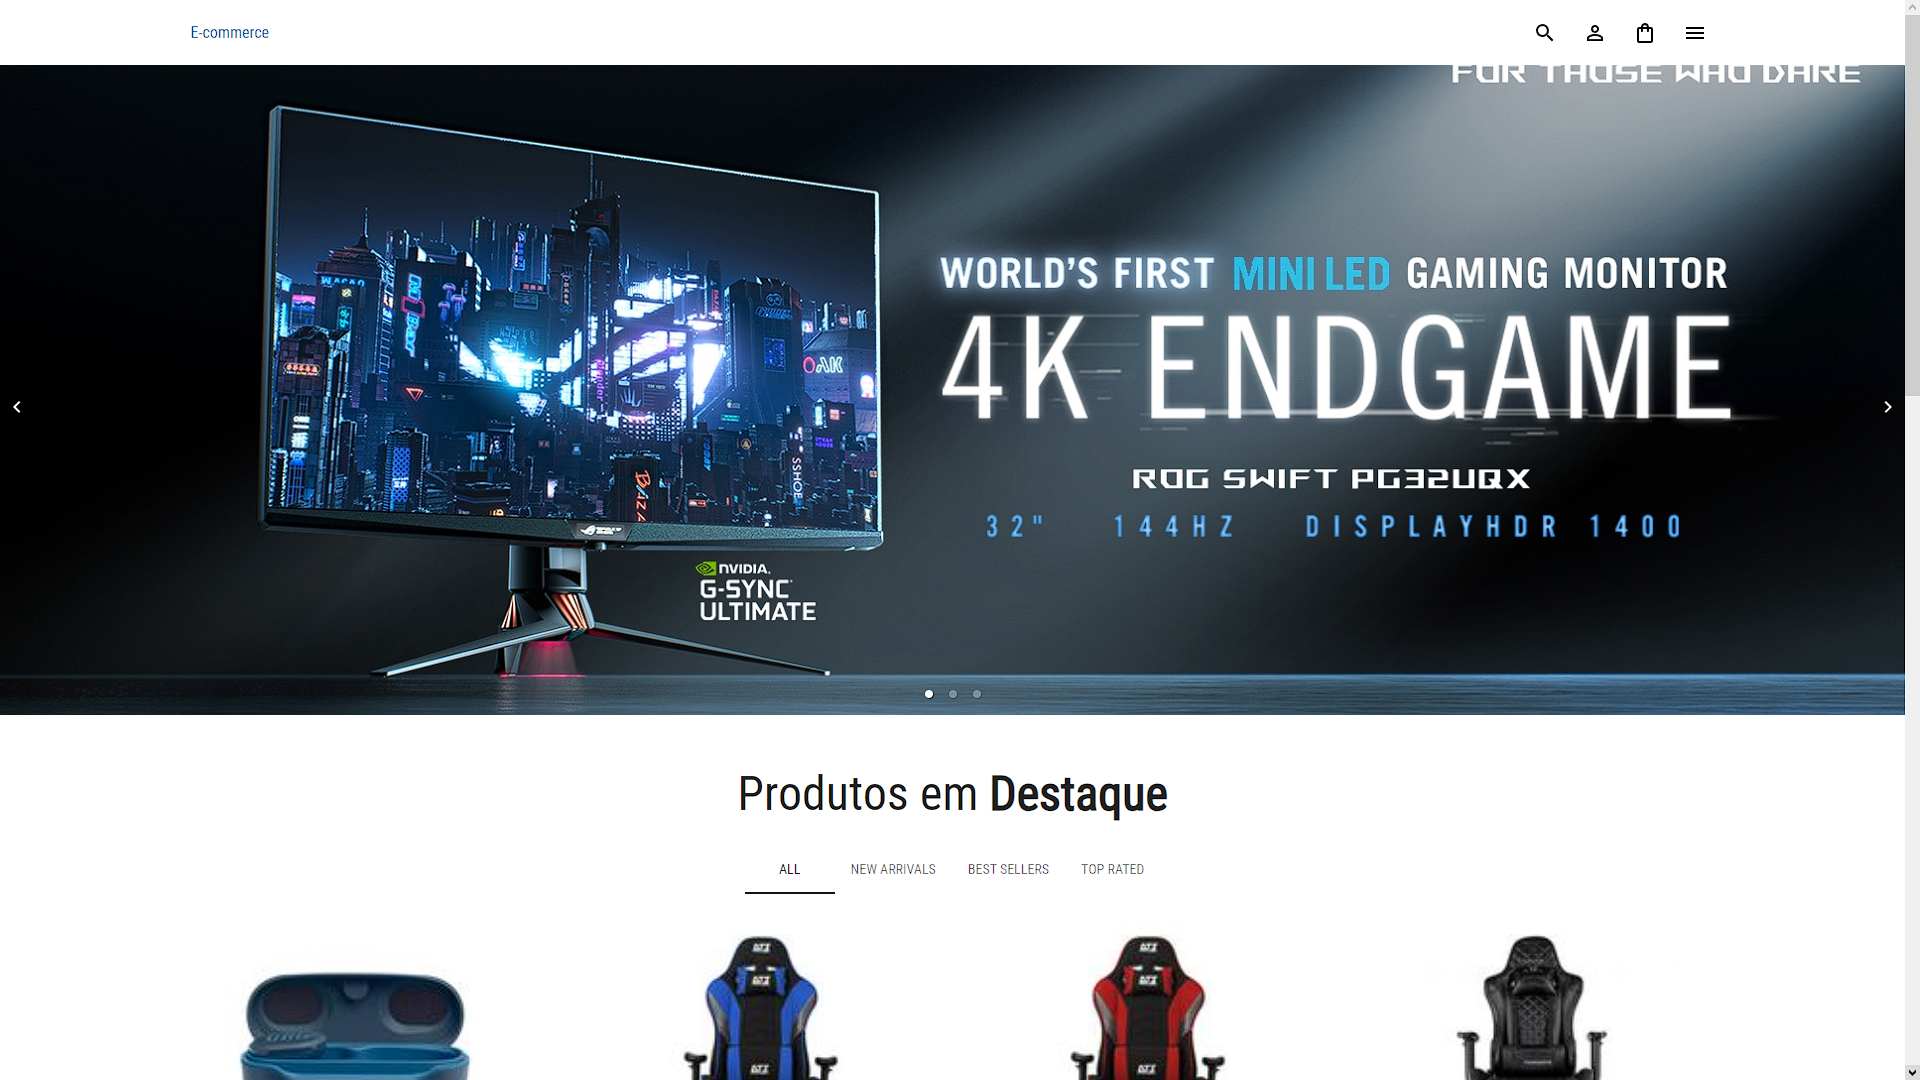 E-commerce
FOR THOSE WHO DARE
WORLD'S FIRST MINI LED GAMING MONITOR
4K ENDGAME
ROG SWIFT PG32UQX
32" 144HZ DISPLAYHDR 1400
NVIDIA.
G-SYNC
ULTIMATE
Produtos em Destaque
ALL NEW ARRIVALS BEST SELLERS TOP RATED